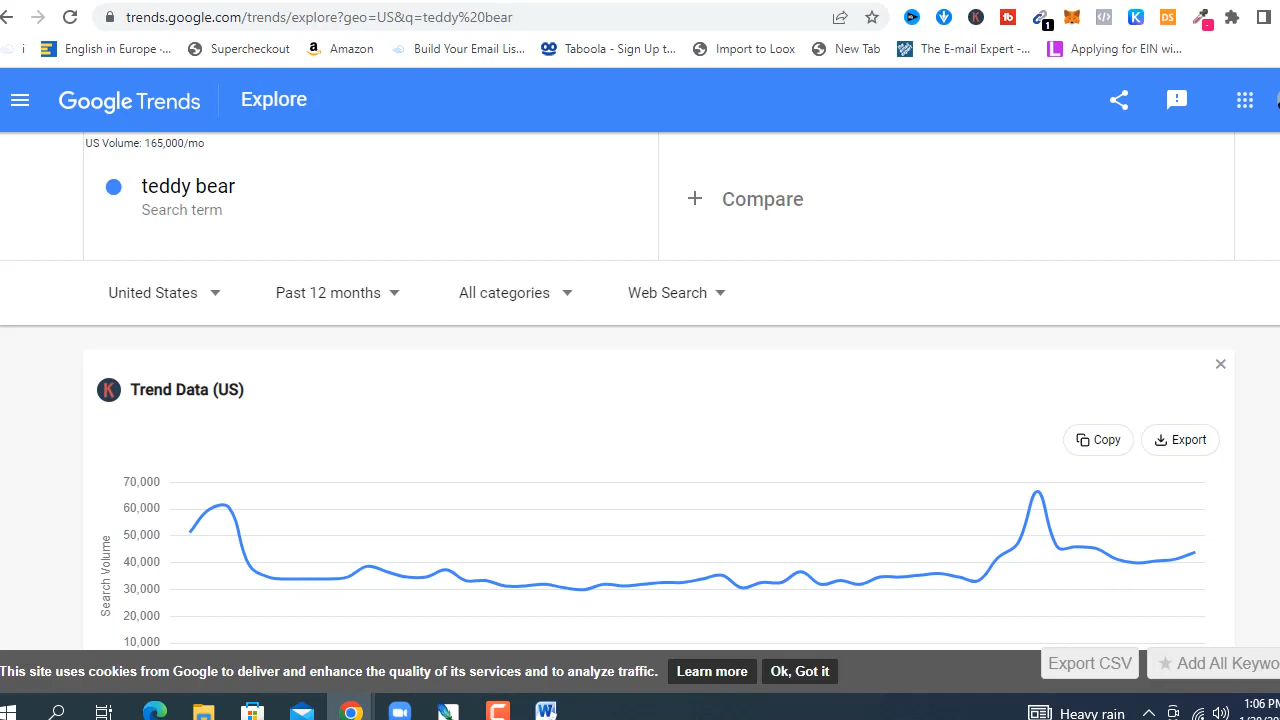 trends.google.com/trends/explore?geo=US&q=teddy%20bear
1
i
English in Europe -...
Supercheckout
Amazon
Build Your Email Lis...
Taboola - Sign Up t...
Import to Look
New Tab
The E-mail Expert -...
Applying for EIN wi...
Google Trends
Explore
US Volume: 165,000/mo
teddy bear
Search term
+ Compare
United States
Past 12 months
All categories
Web Search
K Trend Data (US)
Copy
Export
70,000
60,000
50,000
40,000
30,000
20,000
10,000
Search Volume
This site uses cookies from Google to deliver and enhance the quality of its services and to analyze traffic.
Learn more
Ok, Got it
Export CSV
Add All Keywo
Heavy rain
1:06 PM